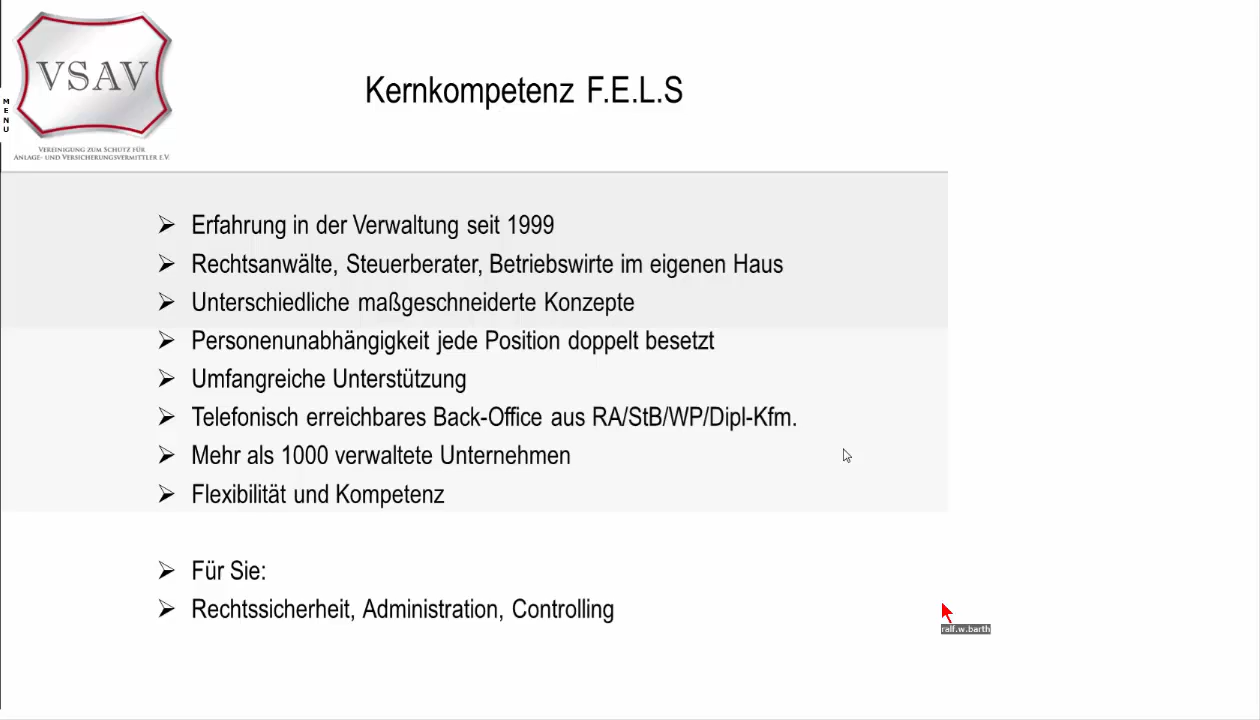 VSAV
MENU
VEREINIGUNG ZUM SCHUTZ FÜR
ANLAGE- UND VERSICHERUNGSVERMITTLER E.V.
Kernkompetenz F.E.L.S
Erfahrung in der Verwaltung seit 1999
Rechtsanwälte, Steuerberater, Betriebswirte im eigenen Haus
Unterschiedliche maßgeschneiderte Konzepte
Personenunabhängigkeit jede Position doppelt besetzt
Umfangreiche Unterstützung
Telefonisch erreichbares Back-Office aus RA/StB/WP/Dipl-Kfm.
Mehr als 1000 verwaltete Unternehmen
Flexibilität und Kompetenz
Für Sie:
Rechtssicherheit, Administration, Controlling
ralf.w.barth